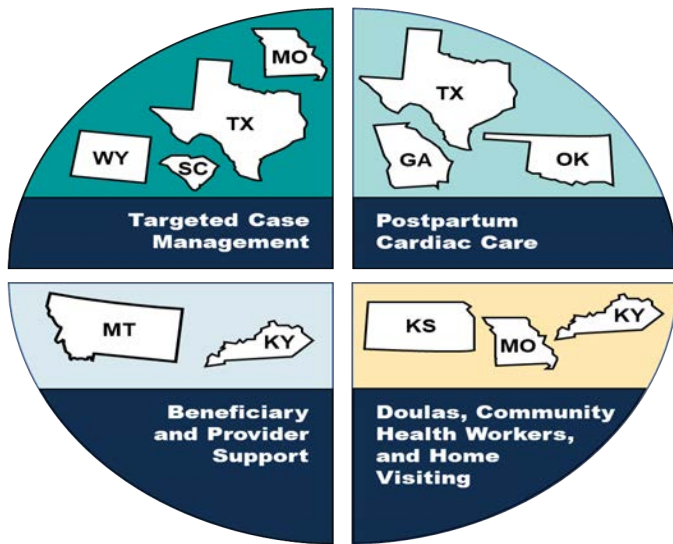 MO
TX
WY
SC
Targeted Case
Management
TX
GA
OK
Postpartum
Cardiac Care
MT
KY
Beneficiary
and Provider
Support
KS
MO
KY
Doulas, Community
Health Workers,
and Home
Visiting